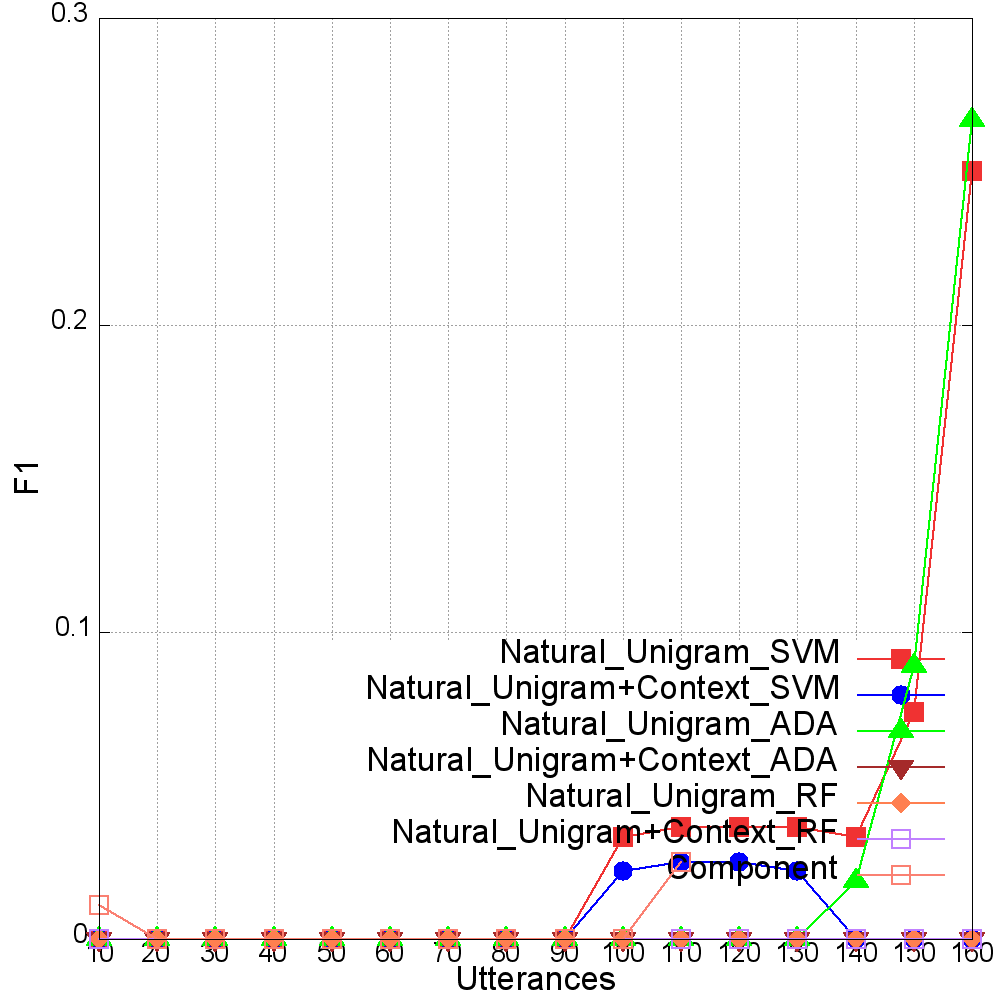 0.3
0.2
0.1
0
F1
Natural_Unigram_SVM
Natural_Unigram+Context_SVM
Natural_Unigram_ADA
Natural_Unigram+Context_ADA
Natural_Unigram_RF
Natural_Unigram+Context_RF
Component
10 20 30 40 50 60 70 80 90 100 110 120 130 140 150 160
Utterances